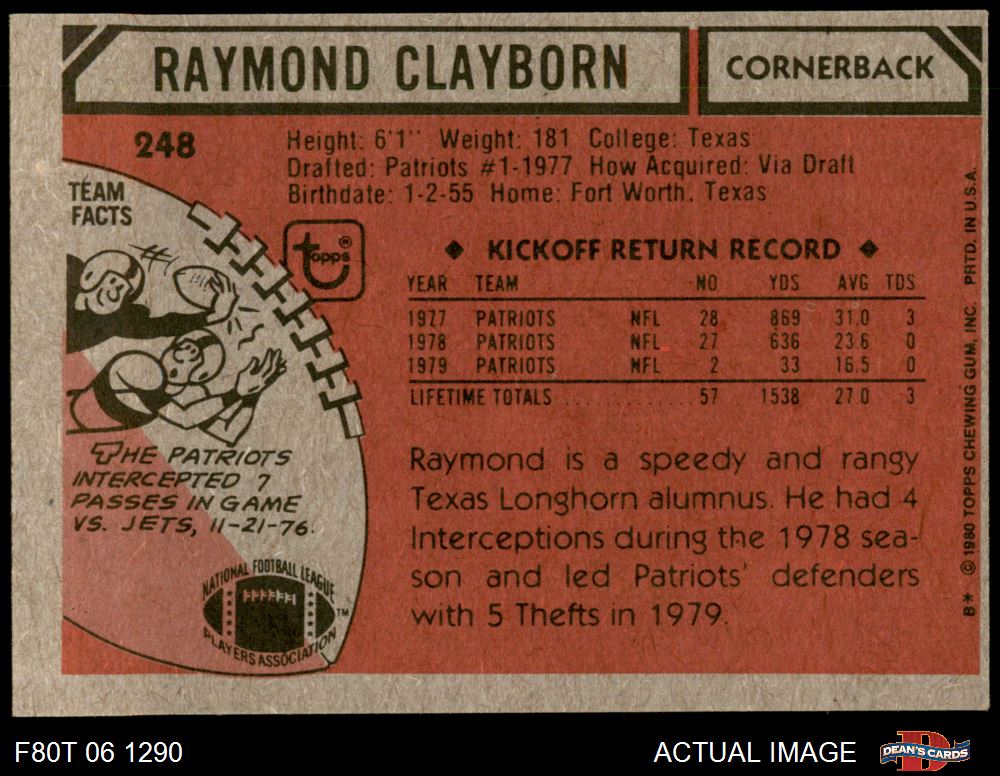 RAYMOND CLAYBORN
CORNERBACK
248
Height: 6'1" Weight: 181 College: Texas
Drafted: Patriots #1-1977 How Acquired: Via Draft
Birthdate: 1-2-55 Home: Fort Worth, Texas
TEAM
FACTS
#1
topps®
◆ KICKOFF RETURN RECORD ◆
YEAR TEAM NO YDS AVG TDS
1977 PATRIOTS NFL 28 869 31.0 3
1978 PATRIOTS NFL 27 636 23.6 0
1979 PATRIOTS NFL 2 33 16.5 0
LIFETIME TOTALS 57 1538 27.0 3
THE PATRIOTS
INTERCEPTED 7
PASSES IN GAME
VS. JETS, 11-21-76.
Raymond is a speedy and rangy
Texas Longhorn alumnus. He had 4
Interceptions during the 1978 sea-
son and led Patriots' defenders
with 5 Thefts in 1979.
NATIONAL FOOTBALL LEAGUE
PLAYERS ASSOCIATION
TM
B* © 1980 TOPPS CHEWING GUM, INC. PRTD. IN U.S.A.
F80T 06 1290
ACTUAL IMAGE
D
DEAN'S CARDS